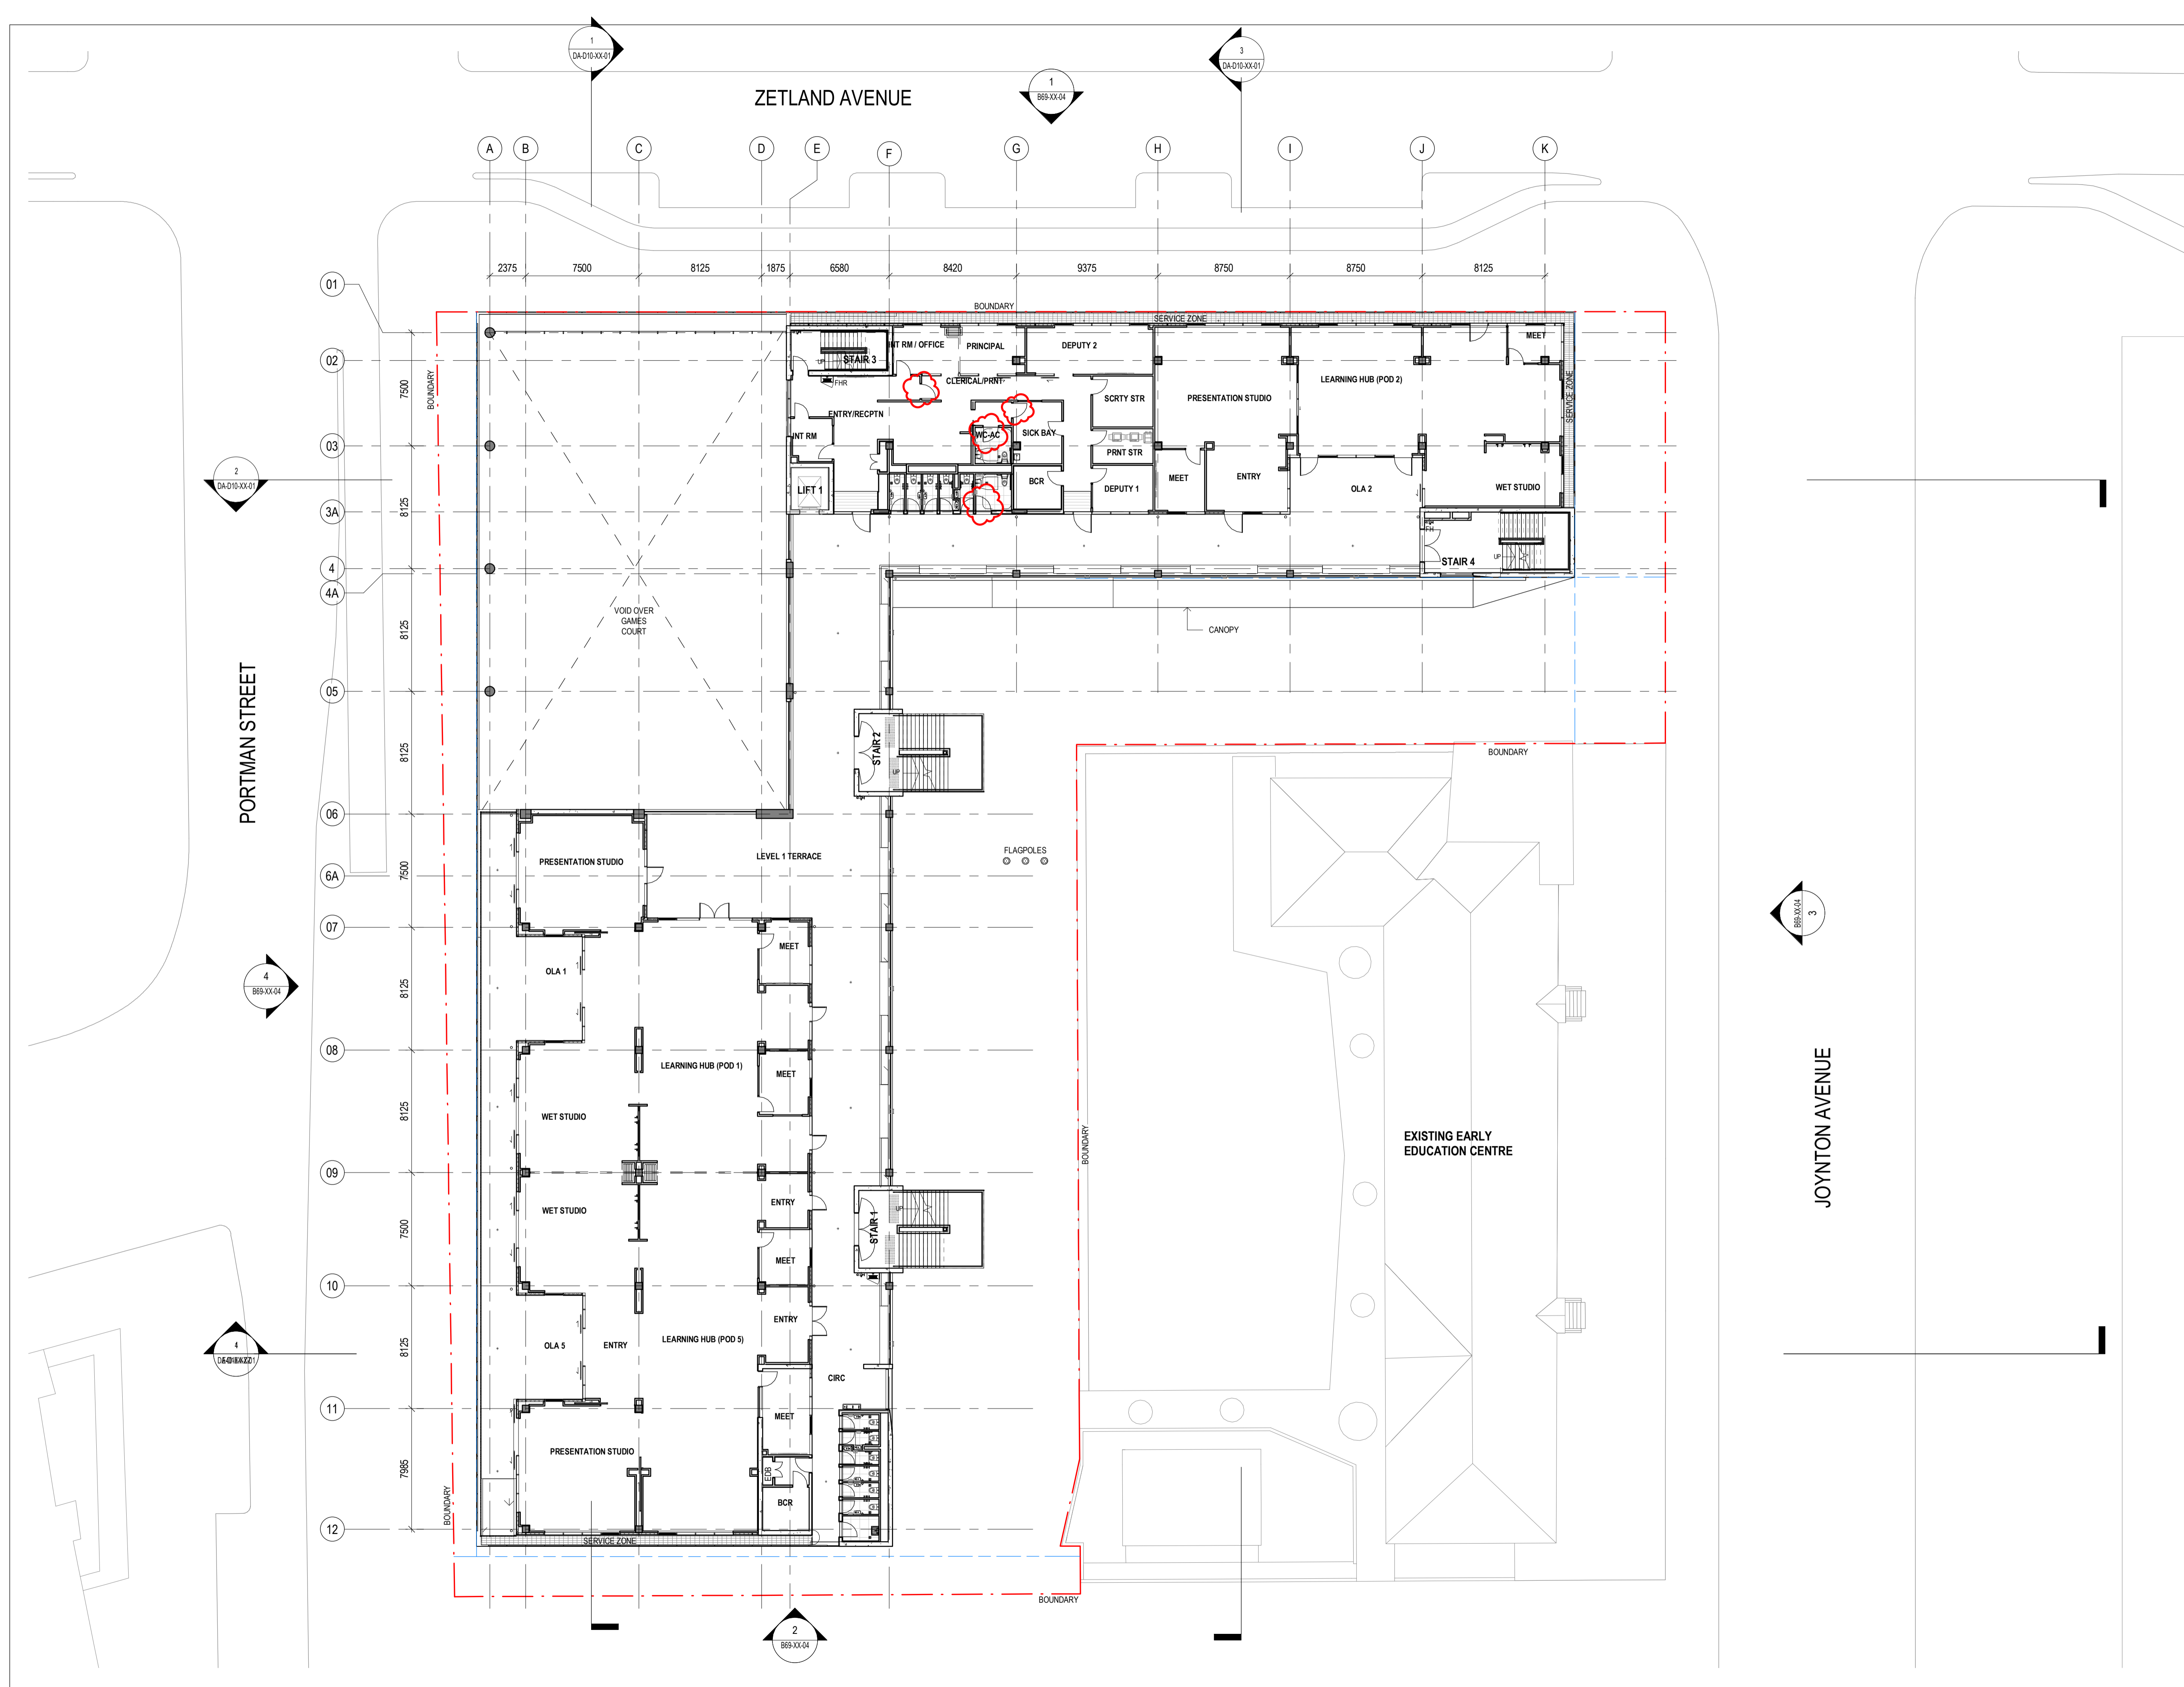 1
DA-D10-XX-01
3
DA-D10-XX-01
ZETLAND AVENUE
1
B69-XX-04
A
B
C
D
E
F
G
H
I
J
K
2375
7500
8125
1875
6580
8420
9375
8750
8750
8125
01
02
03
3A
4
4A
05
06
6A
07
08
09
10
11
12
7500
8125
8125
8125
7500
8125
8125
7500
8125
7985
BOUNDARY
BOUNDARY
SERVICE ZONE
SERVICE ZONE
STAIR 3
UP
FHR
INT RM / OFFICE
PRINCIPAL
DEPUTY 2
CLERICAL/PRNT
ENTRY/RECPTN
INT RM
LIFT 1
WC-AC
SICK BAY
SCRTY STR
PRNT STR
BCR
DEPUTY 1
PRESENTATION STUDIO
MEET
ENTRY
LEARNING HUB (POD 2)
MEET
OLA 2
WET STUDIO
FH
UP
STAIR 4
CANOPY
2
DA-D10-XX-01
VOID OVER
GAMES
COURT
PORTMAN STREET
STAIR 2
UP
BOUNDARY
PRESENTATION STUDIO
LEVEL 1 TERRACE
FLAGPOLES
MEET
OLA 1
4
B69-XX-04
3
B69-XX-04
LEARNING HUB (POD 1)
MEET
WET STUDIO
WET STUDIO
ENTRY
MEET
STAIR 1
UP
BOUNDARY
EXISTING EARLY
EDUCATION CENTRE
JOYNTON AVENUE
OLA 5
ENTRY
LEARNING HUB (POD 5)
ENTRY
CIRC
4
MEET
PRESENTATION STUDIO
EDB
BCR
BOUNDARY
SERVICE ZONE
BOUNDARY
2
B69-XX-04